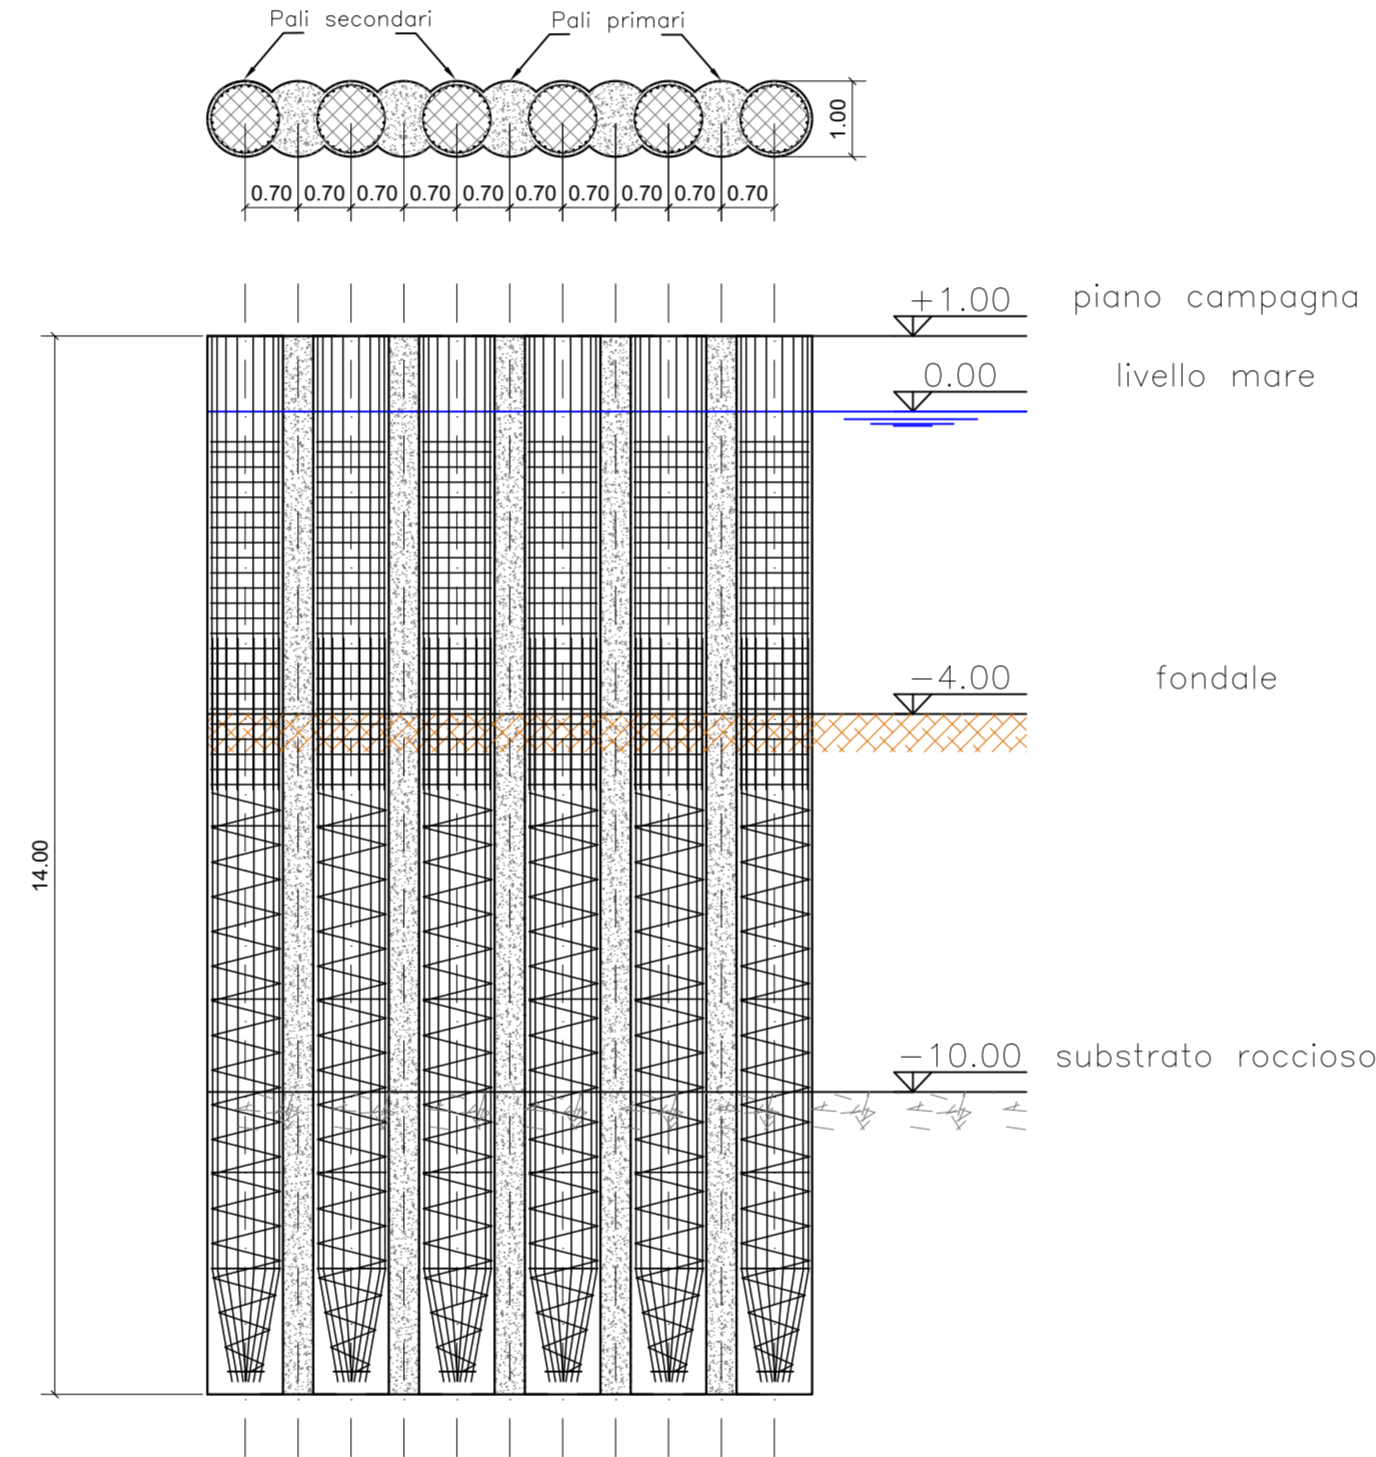 Pali secondari
Pali primari
1.00
0.70 0.70 0.70 0.70 0.70 0.70 0.70 0.70 0.70 0.70
+1.00 piano campagna
0.00 livello mare
-4.00 fondale
14.00
-10.00 substrato roccioso